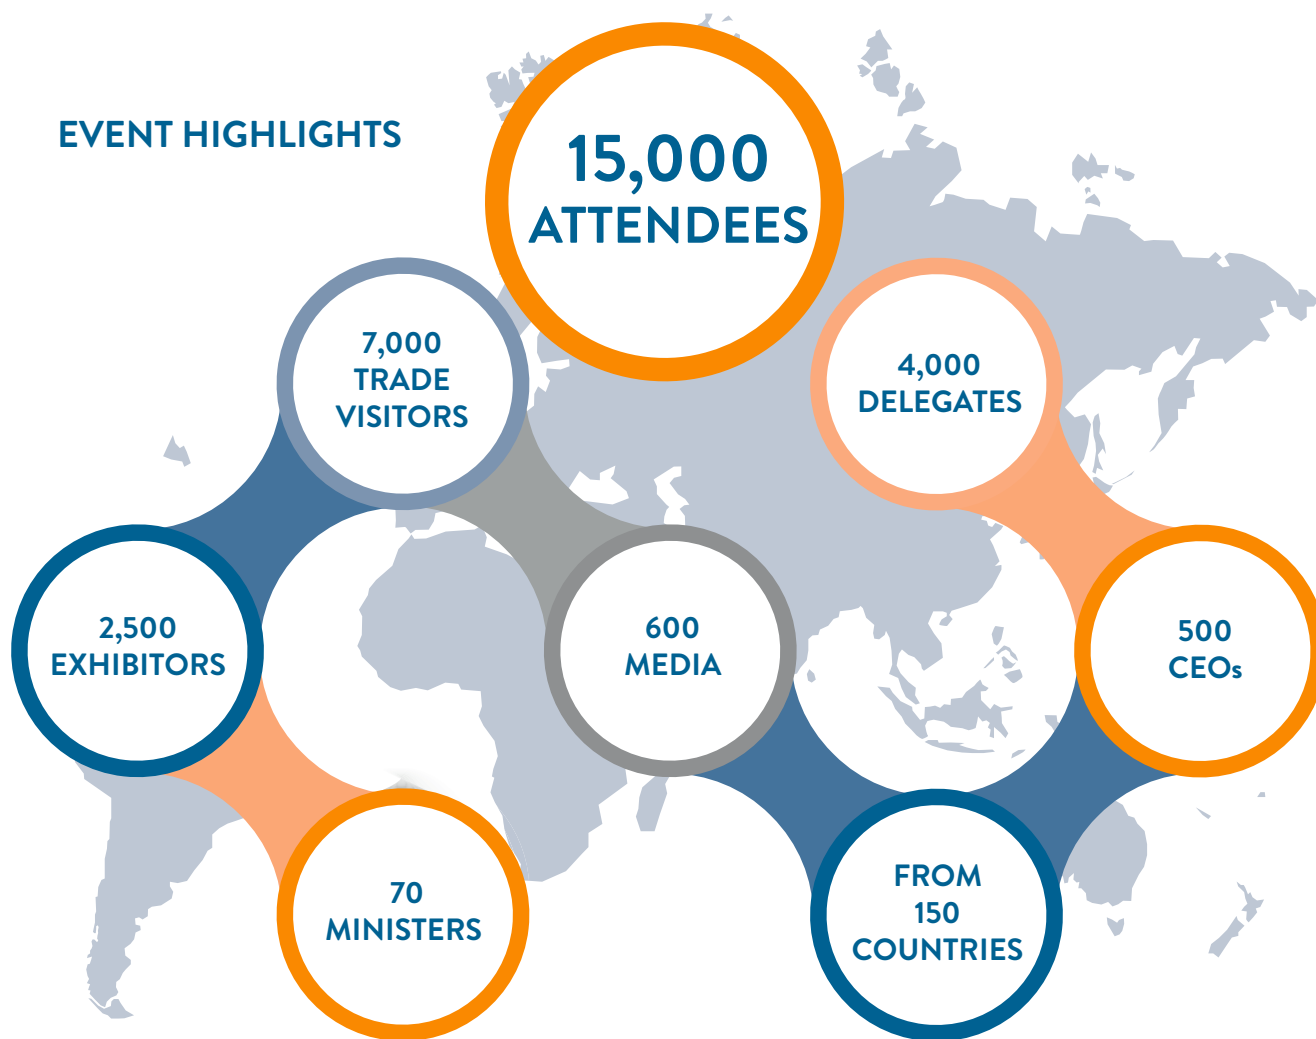 EVENT HIGHLIGHTS
15,000
ATTENDEES
7,000
TRADE
VISITORS
4,000
DELEGATES
2,500
EXHIBITORS
600
MEDIA
500
CEOs
70
MINISTERS
FROM
150
COUNTRIES